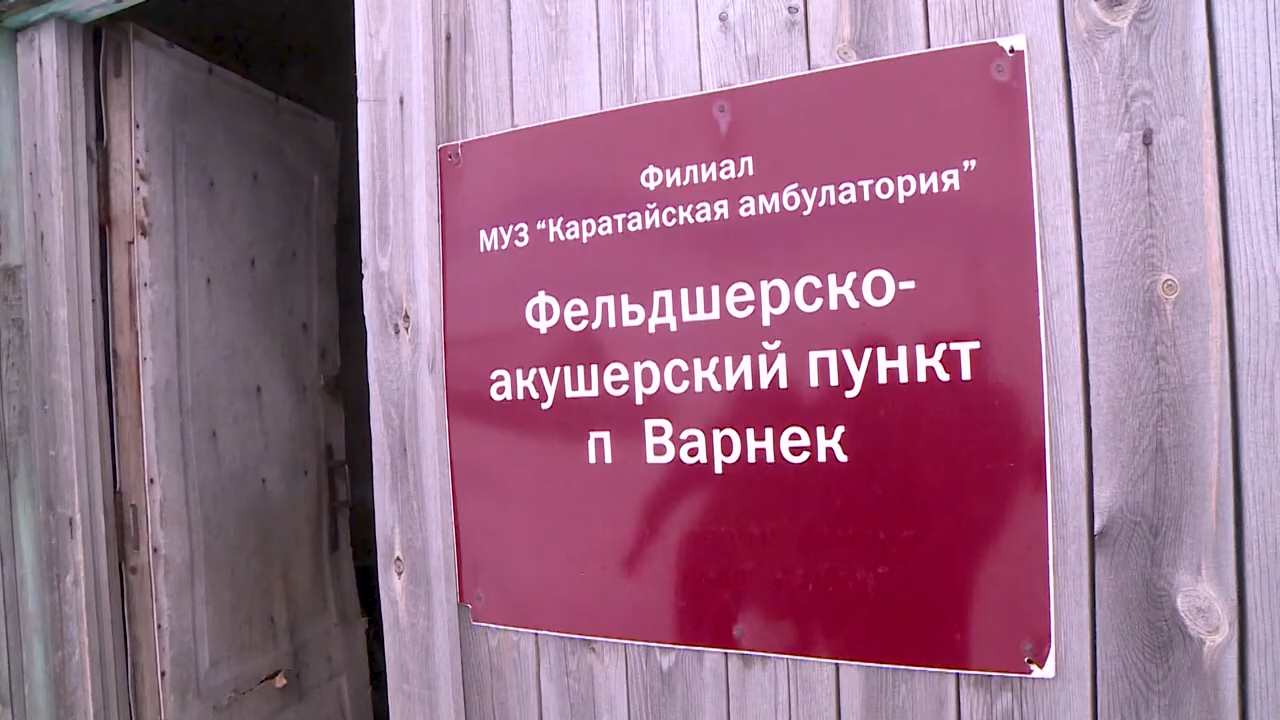 Филиал
МУЗ “Каратайская амбулатория”
Фельдшерско-
акушерский пункт
п Варнек